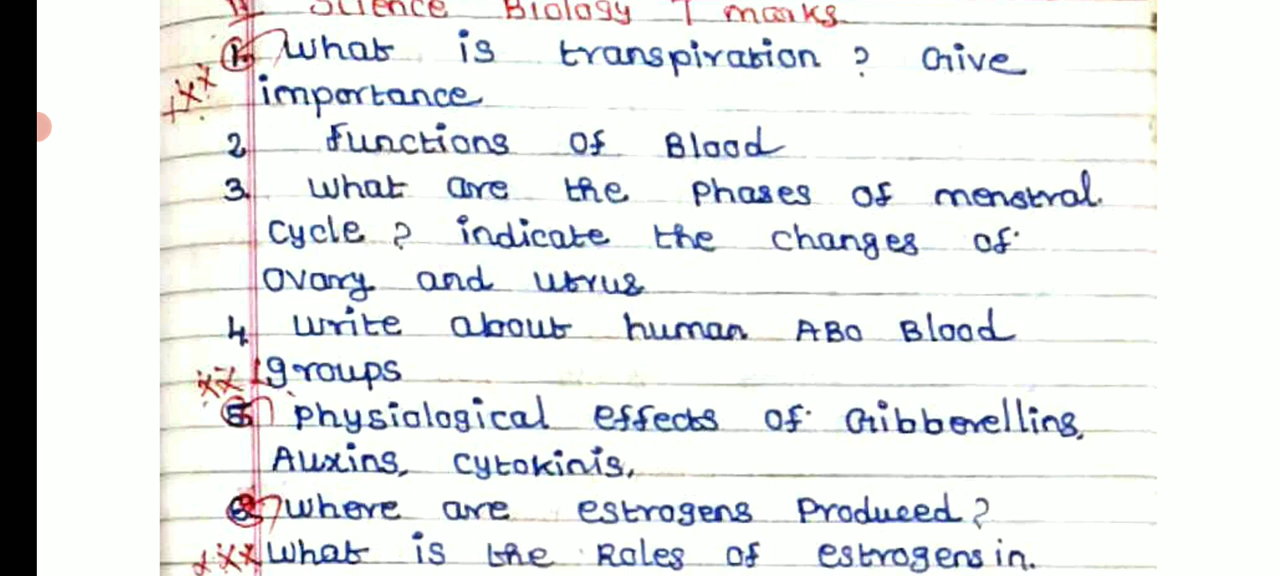 Science Biology 7 marks
1. What is transpiration ? Give
importance
2 functions of Blood
3. What are the phases of menstral
cycle ? indicate the changes of
ovary and utrus
4. Write about human ABO Blood
groups
5 physiological effects of Gibberellins,
Auxins, cytokinis,
6 Where are estrogens produced ?
What is the Roles of estrogens in.